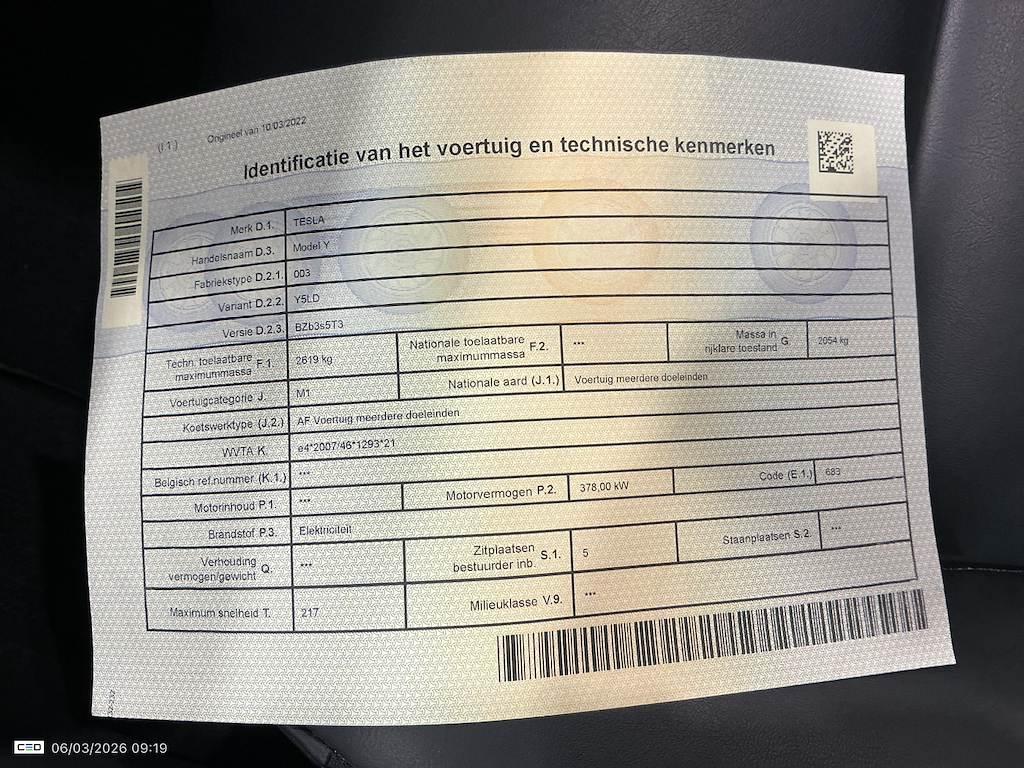 (I.1.)
Origineel van 10/03/2022
Identificatie van het voertuig en technische kenmerken
Merk D.1. TESLA
Handelsnaam D.3. Model Y
Fabriekstype D.2.1. 003
Variant D.2.2. Y5LD
Versie D.2.3. BZb3s5T3
Techn. toelaatbare maximummassa F.1. 2619 kg Nationale toelaatbare maximummassa F.2. *** Massa in rijklare toestand G 2054 kg
Voertuigcategorie J. M1 Nationale aard (J.1.) Voertuig meerdere doeleinden
Koetswerktype (J.2.) AF Voertuig meerdere doeleinden
WVTA K. e4*2007/46*1293*21
Belgisch ref.nummer (K.1.) ***
Motorinhoud P.1. *** Motorvermogen P.2. 378,00 kW Code (E.1.) 683
Brandstof P.3. Elektriciteit
Verhouding vermogen/gewicht Q. *** Zitplaatsen bestuurder inb. S.1. 5 Staanplaatsen S.2. ***
Maximum snelheid T. 217 Milieuklasse V.9. ***
CEO 06/03/2026 09:19